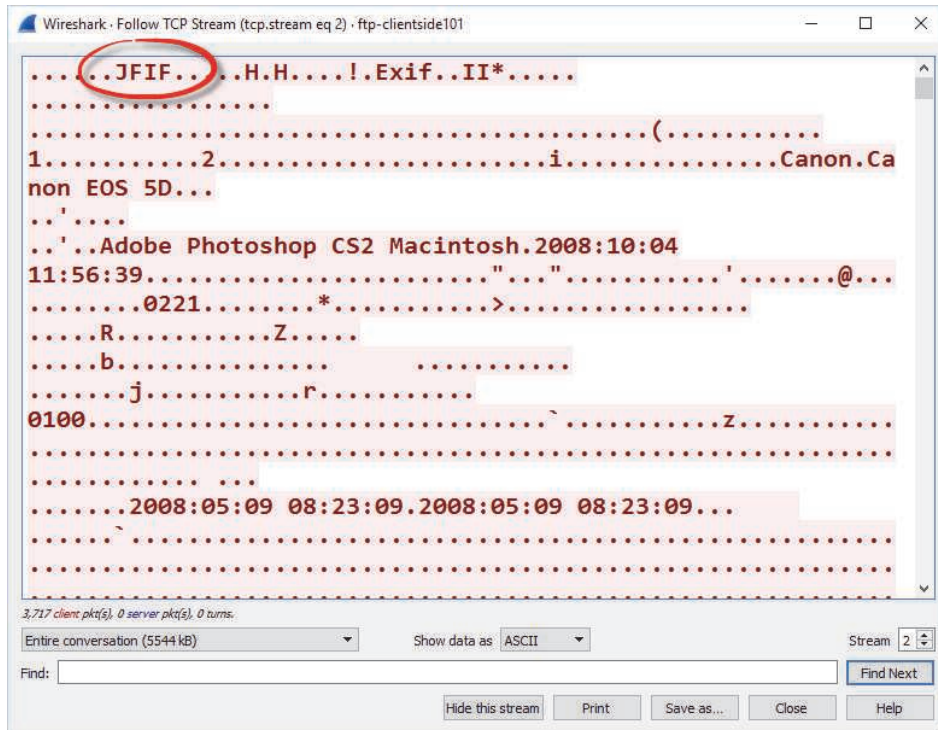 Wireshark · Follow TCP Stream (tcp.stream eq 2) · ftp-clientside101
......JFIF.....H.H....!.Exif..II*.....
.................
...........................................(...........
1...........2.......................i...............Canon.Ca
non EOS 5D...
..'....
..'..Adobe Photoshop CS2 Macintosh.2008:10:04
11:56:39........................"..."...........'.......@...
........0221........*...........>.................
.....R...........Z.....
.....b............... ...........
.......j...........r...........
0100................................`...........z...........
............................................................
............ ...
.......2008:05:09 08:23:09.2008:05:09 08:23:09...
......`.....................................................
............................................................
............................................................
3,717 client pkt(s), 0 server pkt(s), 0 turns.
Entire conversation (5544 kB) Show data as ASCII Stream 2
Find: Find Next
Hide this stream Print Save as... Close Help